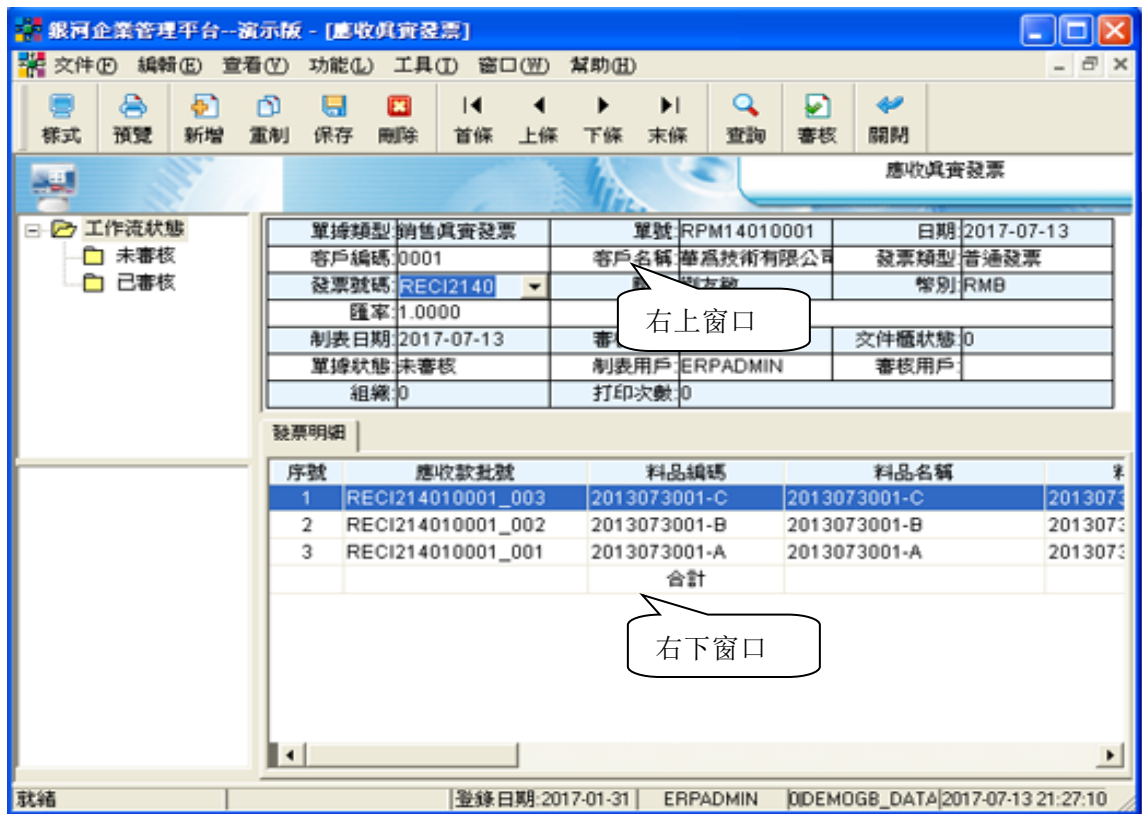 銀河企業管理平台--演示版 - [應收真實發票]
文件(F) 編輯(E) 查看(V) 功能(L) 工具(T) 窗口(W) 幫助(H)
樣式 預覽 新增 重制 保存 刪除 首條 上條 下條 末條 查詢 審核 關閉
應收真實發票
工作流狀態
未審核
已審核
單據類型:銷售真實發票 單號:RPM14010001 日期:2017-07-13
客戶編碼:0001 客戶名稱:華爲技術有限公司 發票類型:普通發票
發票號碼:RECI2140 幣別:RMB
匯率:1.0000
右上窗口
制表日期:2017-07-13 審 文件櫃狀態:0
單據狀態:未審核 制表用戶:ERPADMIN 審核用戶:
組織:0 打印次數:0
發票明細
序號 應收款批號 料品編碼 料品名稱
1 RECI214010001_003 2013073001-C 2013073001-C 2013073
2 RECI214010001_002 2013073001-B 2013073001-B 2013073
3 RECI214010001_001 2013073001-A 2013073001-A 2013073
合計
右下窗口
就緒 登錄日期:2017-01-31 ERPADMIN 0|DEMOGB_DATA 2017-07-13 21:27:10